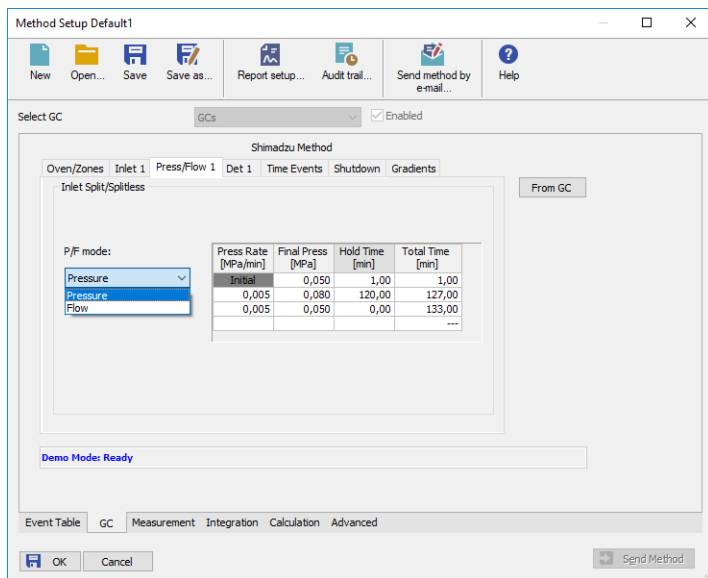 Method Setup Default1
New Open... Save Save as... Report setup... Audit trail... Send method by e-mail... Help
Select GC GCs Enabled
Shimadzu Method
Oven/Zones Inlet 1 Press/Flow 1 Det 1 Time Events Shutdown Gradients
Inlet Split/Splitless
From GC
P/F mode:
Pressure
Pressure
Flow
Press Rate [MPa/min] Final Press [MPa] Hold Time [min] Total Time [min]
Initial 0,050 1,00 1,00
0,005 0,080 120,00 127,00
0,005 0,050 0,00 133,00
---
Demo Mode: Ready
Event Table GC Measurement Integration Calculation Advanced
OK Cancel Send Method